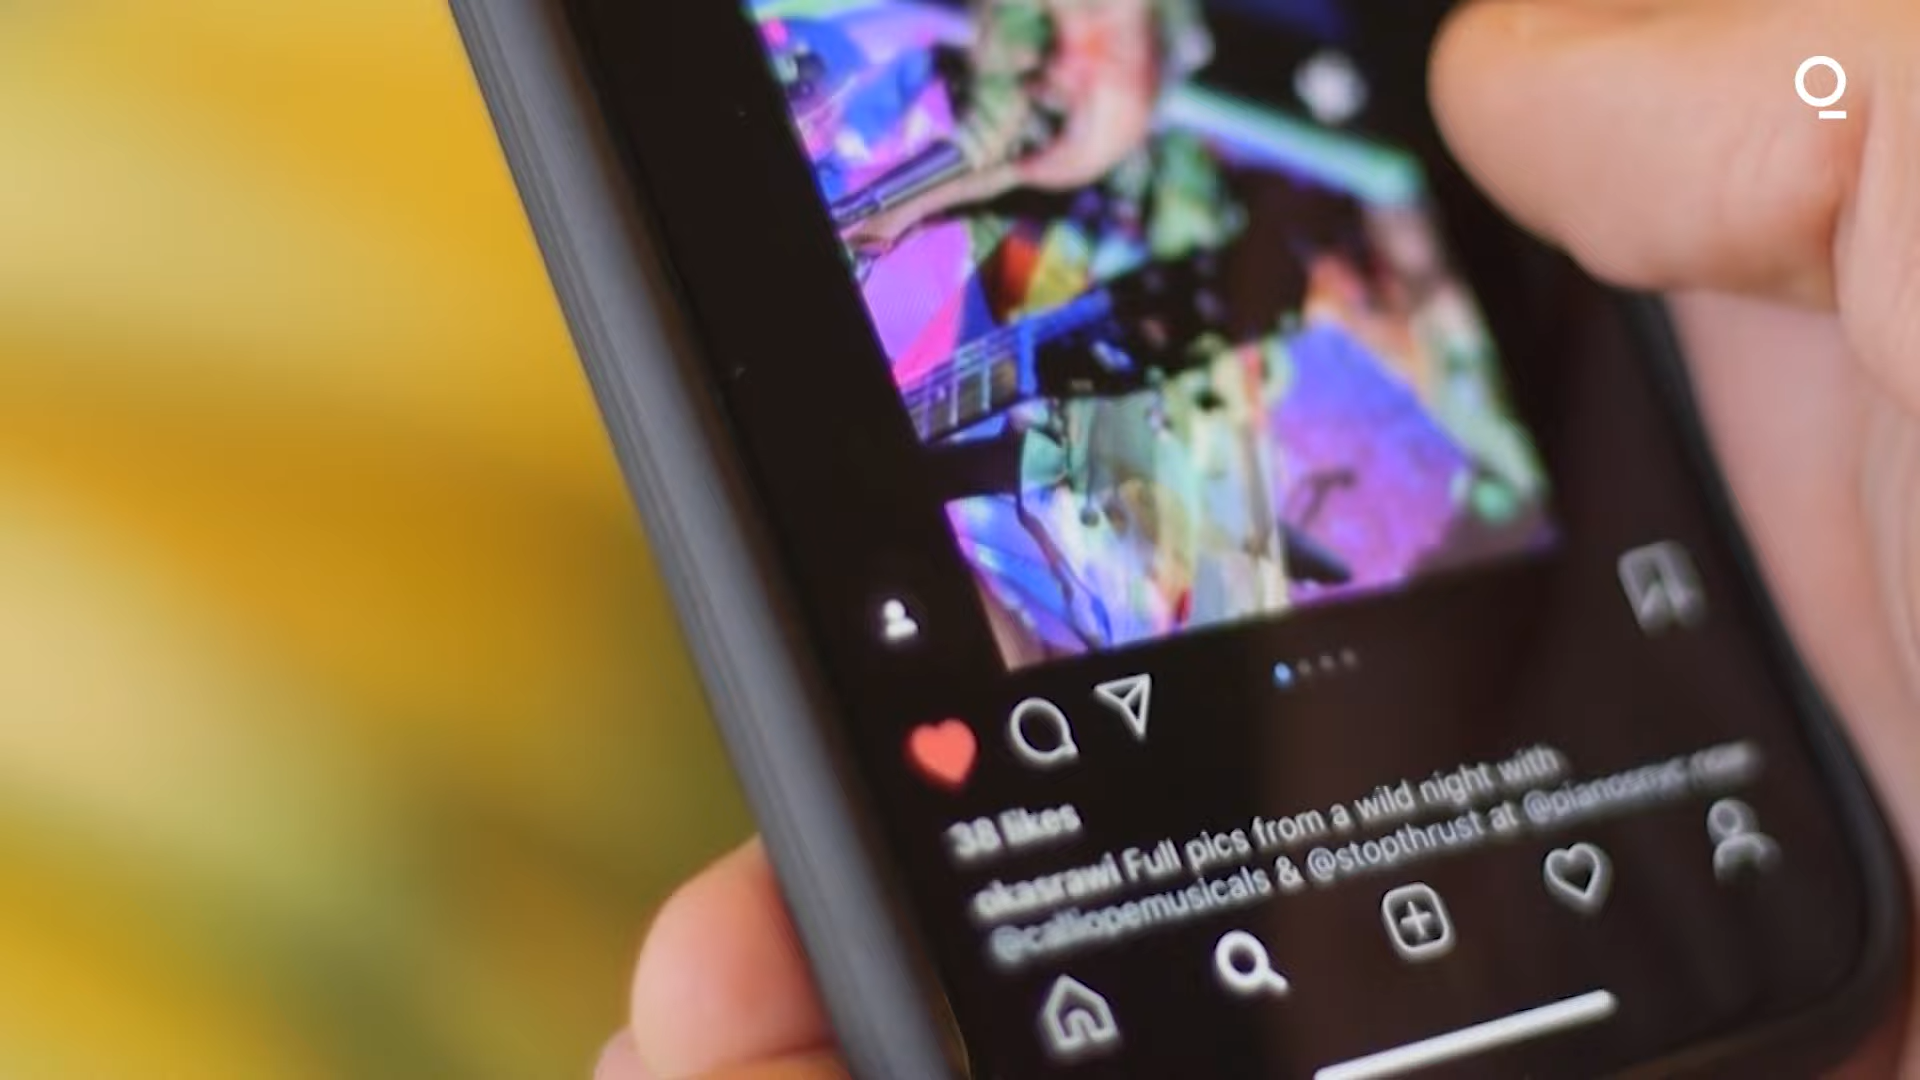 38 likes
okasrawi Full pics from a wild night with
@calliopemusicals & @stopthrust at @pianosnyc